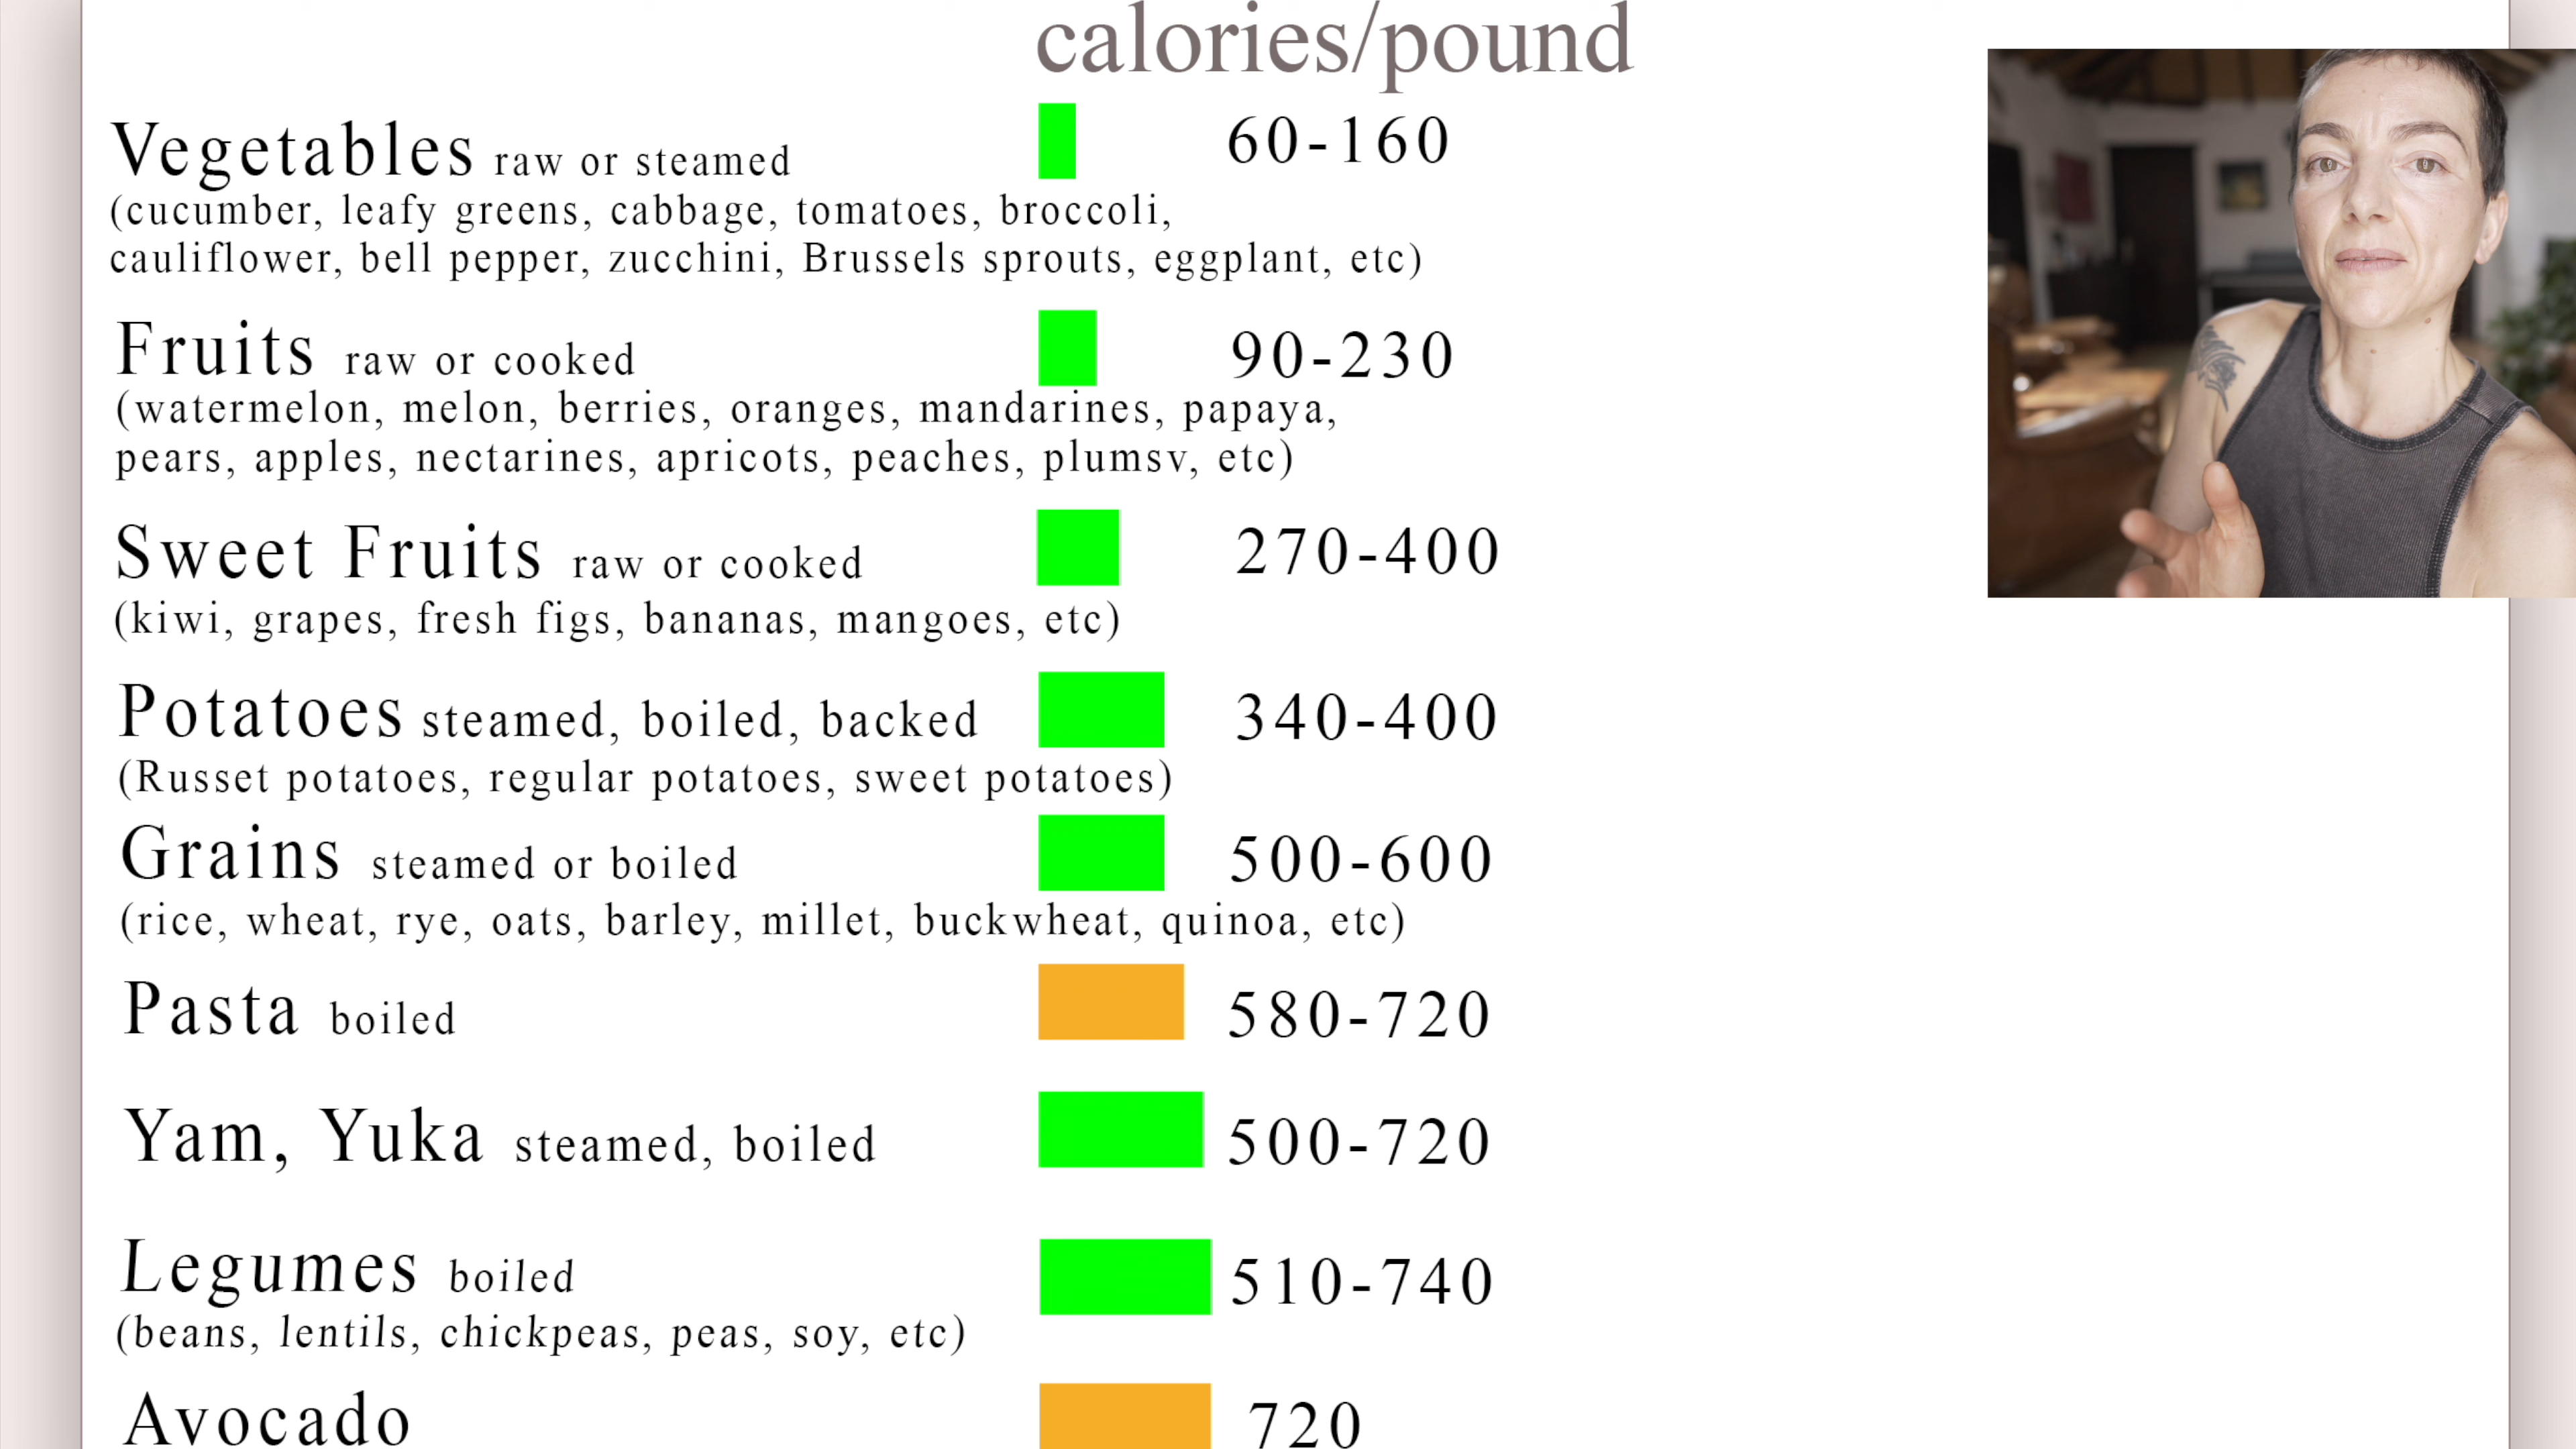 calories/pound
Vegetables raw or steamed 60-160
(cucumber, leafy greens, cabbage, tomatoes, broccoli,
cauliflower, bell pepper, zucchini, Brussels sprouts, eggplant, etc)
Fruits raw or cooked 90-230
(watermelon, melon, berries, oranges, mandarines, papaya,
pears, apples, nectarines, apricots, peaches, plumsv, etc)
Sweet Fruits raw or cooked 270-400
(kiwi, grapes, fresh figs, bananas, mangoes, etc)
Potatoes steamed, boiled, backed 340-400
(Russet potatoes, regular potatoes, sweet potatoes)
Grains steamed or boiled 500-600
(rice, wheat, rye, oats, barley, millet, buckwheat, quinoa, etc)
Pasta boiled 580-720
Yam, Yuka steamed, boiled 500-720
Legumes boiled 510-740
(beans, lentils, chickpeas, peas, soy, etc)
Avocado 720